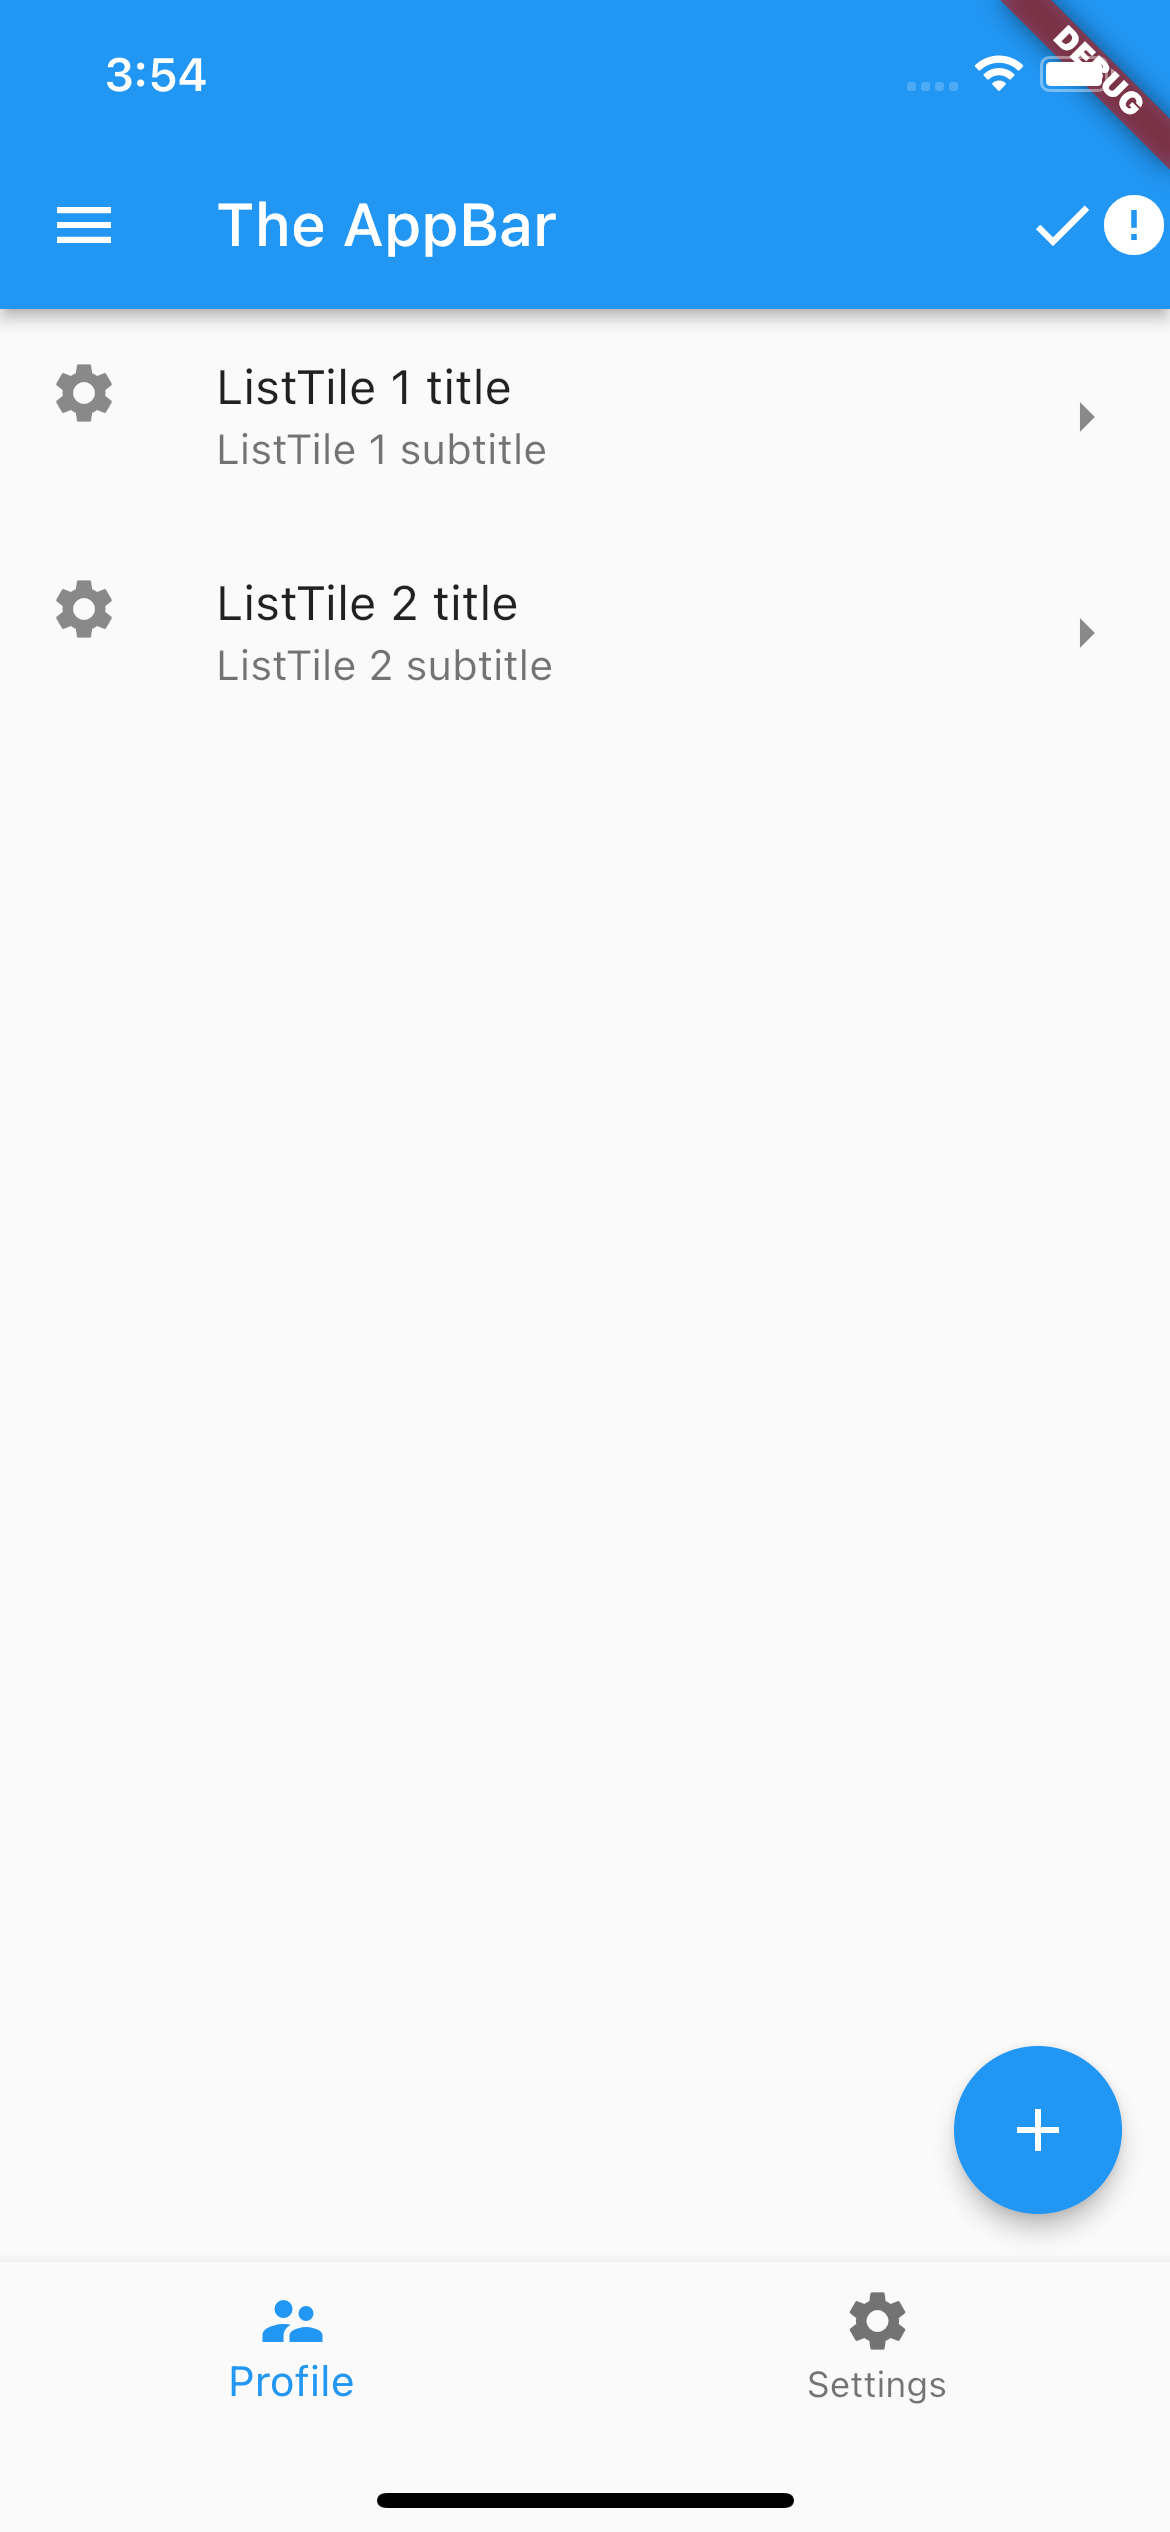 3:54
DEBUG
The AppBar
ListTile 1 title
ListTile 1 subtitle
ListTile 2 title
ListTile 2 subtitle
Profile
Settings